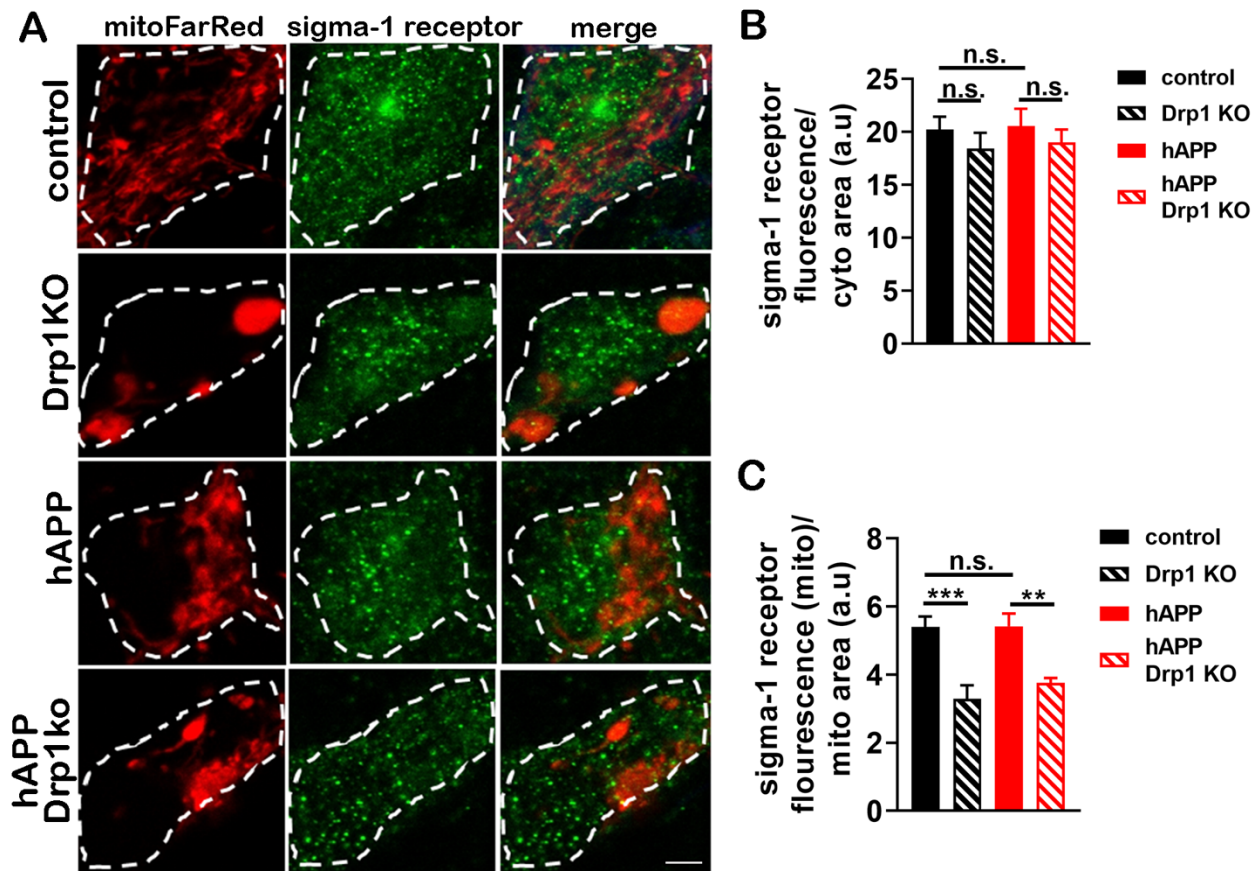 A
mitoFarRed sigma-1 receptor merge
control
Drp1KO
hAPP
hAPP
Drp1ko
B
sigma-1 receptor
fluorescence/
cyto area (a.u)
25
20
15
10
5
0
n.s.
n.s.
n.s.
control
Drp1 KO
hAPP
hAPP
Drp1 KO
C
sigma-1 receptor
flourescence (mito)/
mito area (a.u)
8
6
4
2
0
n.s.
***
**
control
Drp1 KO
hAPP
hAPP
Drp1 KO